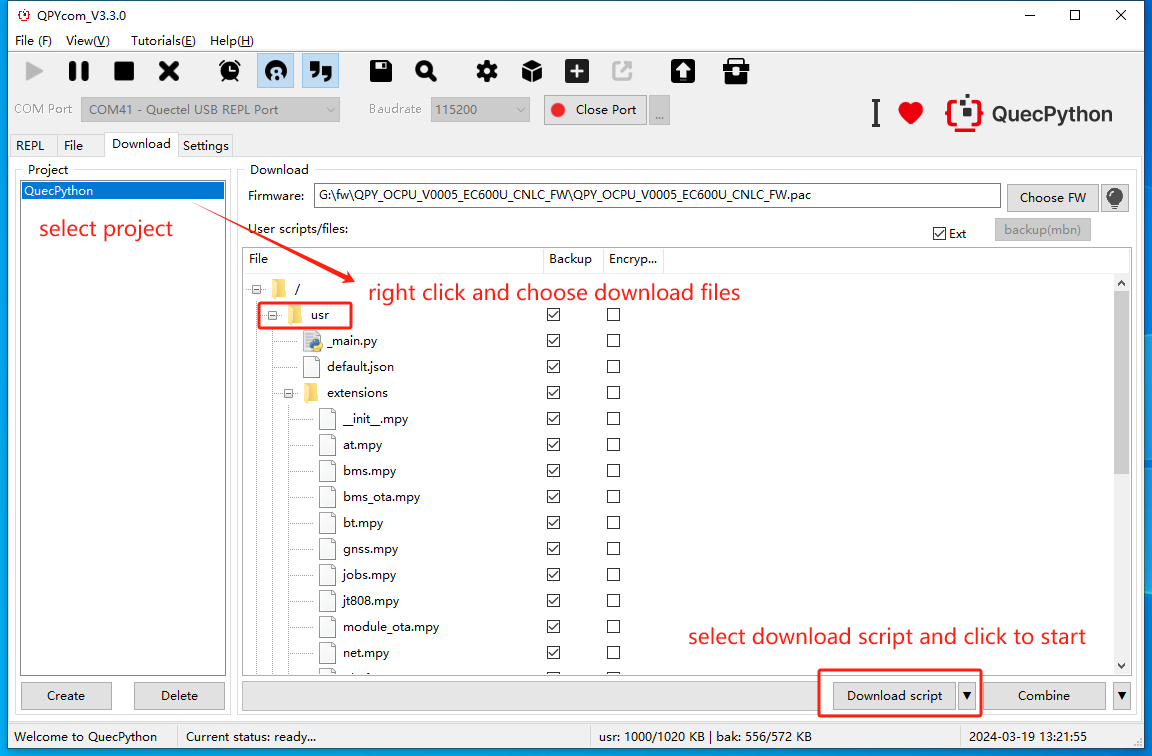 QPYcom_V3.3.0
File (F) View(V) Tutorials(E) Help(H)
COM Port COM41 - Quectel USB REPL Port Baudrate 115200 Close Port ...
I QuecPython
REPL File Download Settings
Project
QuecPython
select project
Download
Firmware: G:\fw\QPY_OCPU_V0005_EC600U_CNLC_FW\QPY_OCPU_V0005_EC600U_CNLC_FW.pac Choose FW
User scripts/files: Ext backup(mbn)
File Backup Encryp...
/
right click and choose download files
usr
_main.py
default.json
extensions
__init__.mpy
at.mpy
bms.mpy
bms_ota.mpy
bt.mpy
gnss.mpy
jobs.mpy
jt808.mpy
module_ota.mpy
net.mpy
select download script and click to start
Create Delete Download script Combine
Welcome to QuecPython Current status: ready... usr: 1000/1020 KB | bak: 556/572 KB 2024-03-19 13:21:55